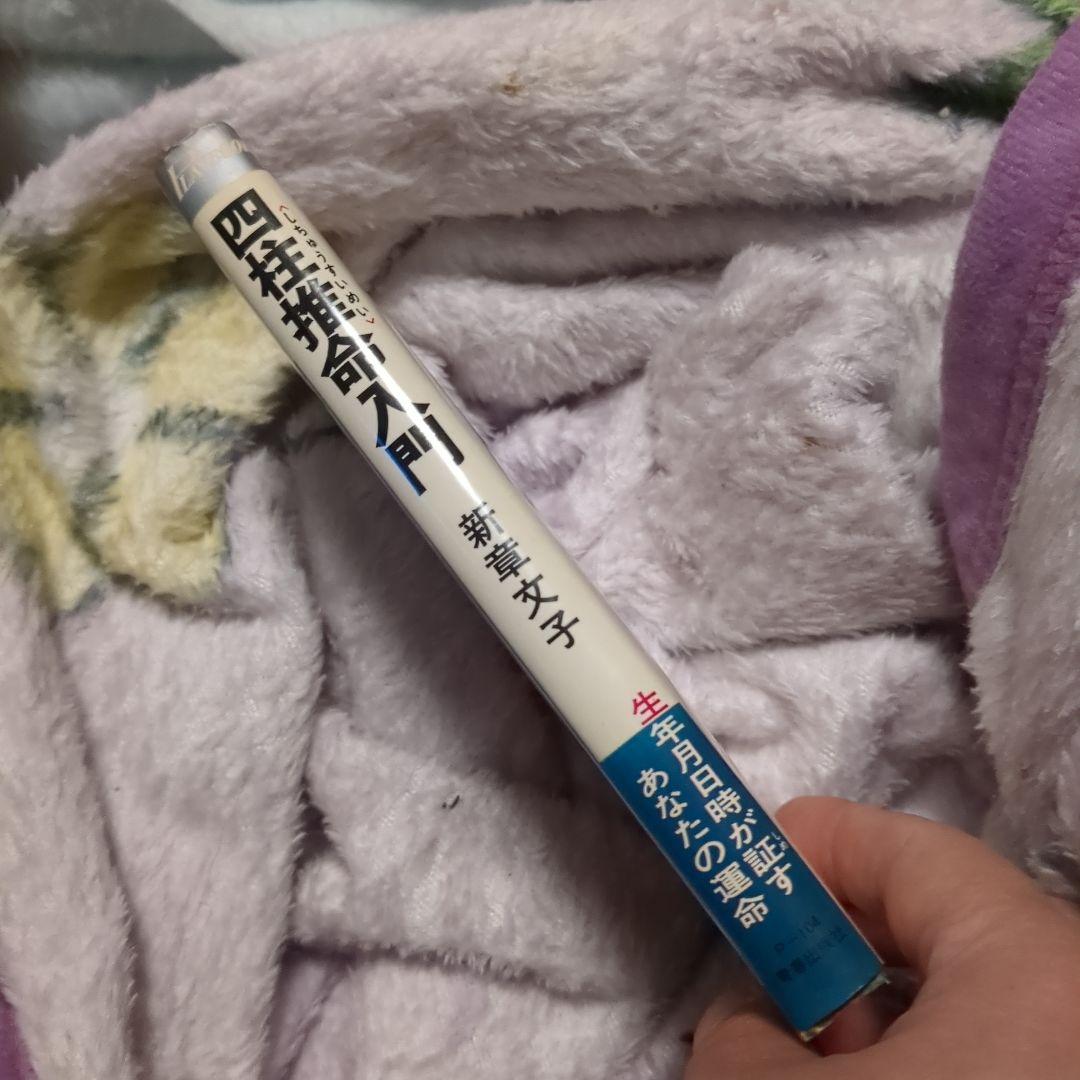 四柱推命入門
<しちゅうすいめい>
新章文子
生年月日時が証す
しめ
あなたの運命
P-104
青春出版社